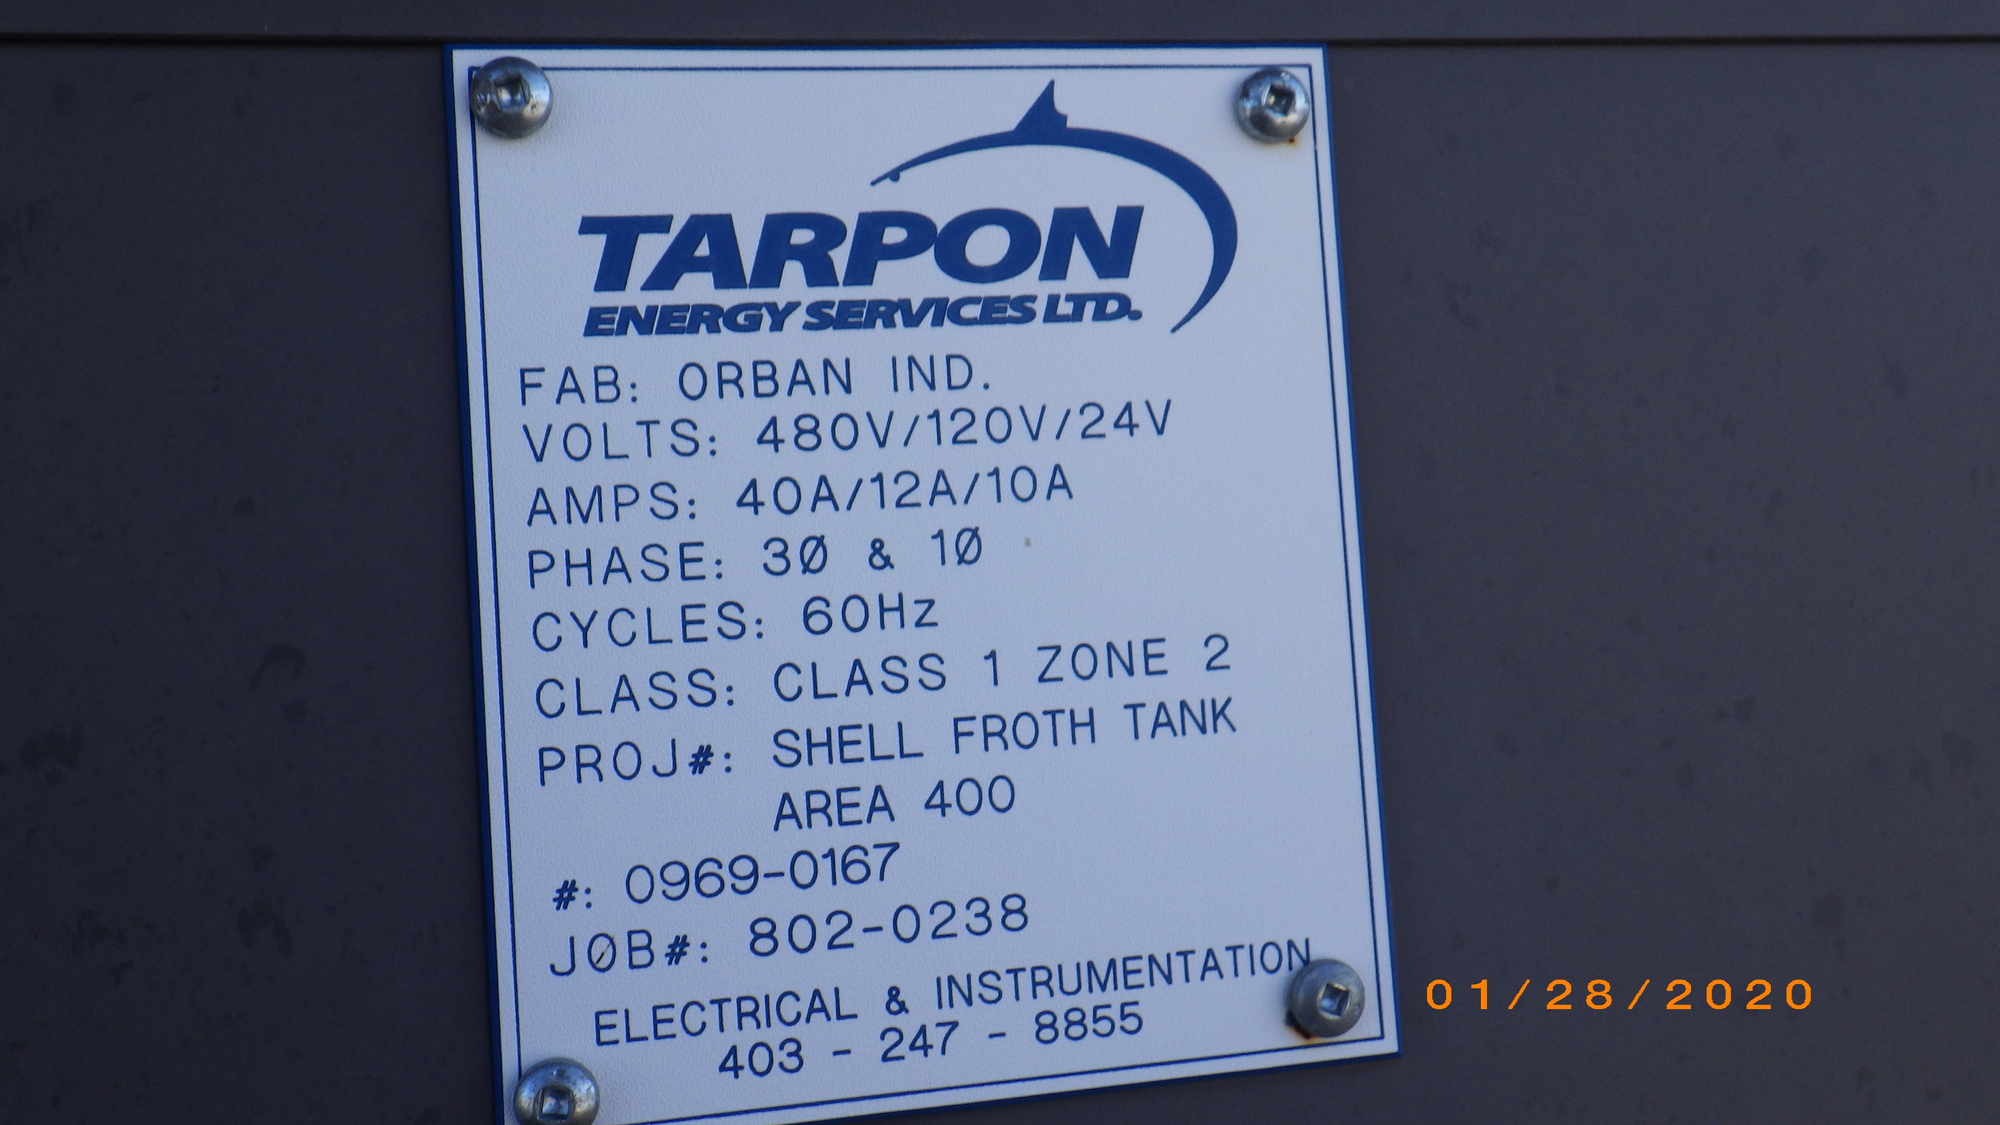 TARPON
ENERGY SERVICES LTD.
FAB: ORBAN IND.
VOLTS: 480V/120V/24V
AMPS: 40A/12A/10A
PHASE: 3Ø & 1Ø
CYCLES: 60Hz
CLASS: CLASS 1 ZONE 2
PROJ#: SHELL FROTH TANK
AREA 400
#: 0969-0167
JOB#: 802-0238
ELECTRICAL & INSTRUMENTATION
403 - 247 - 8855
01/28/2020